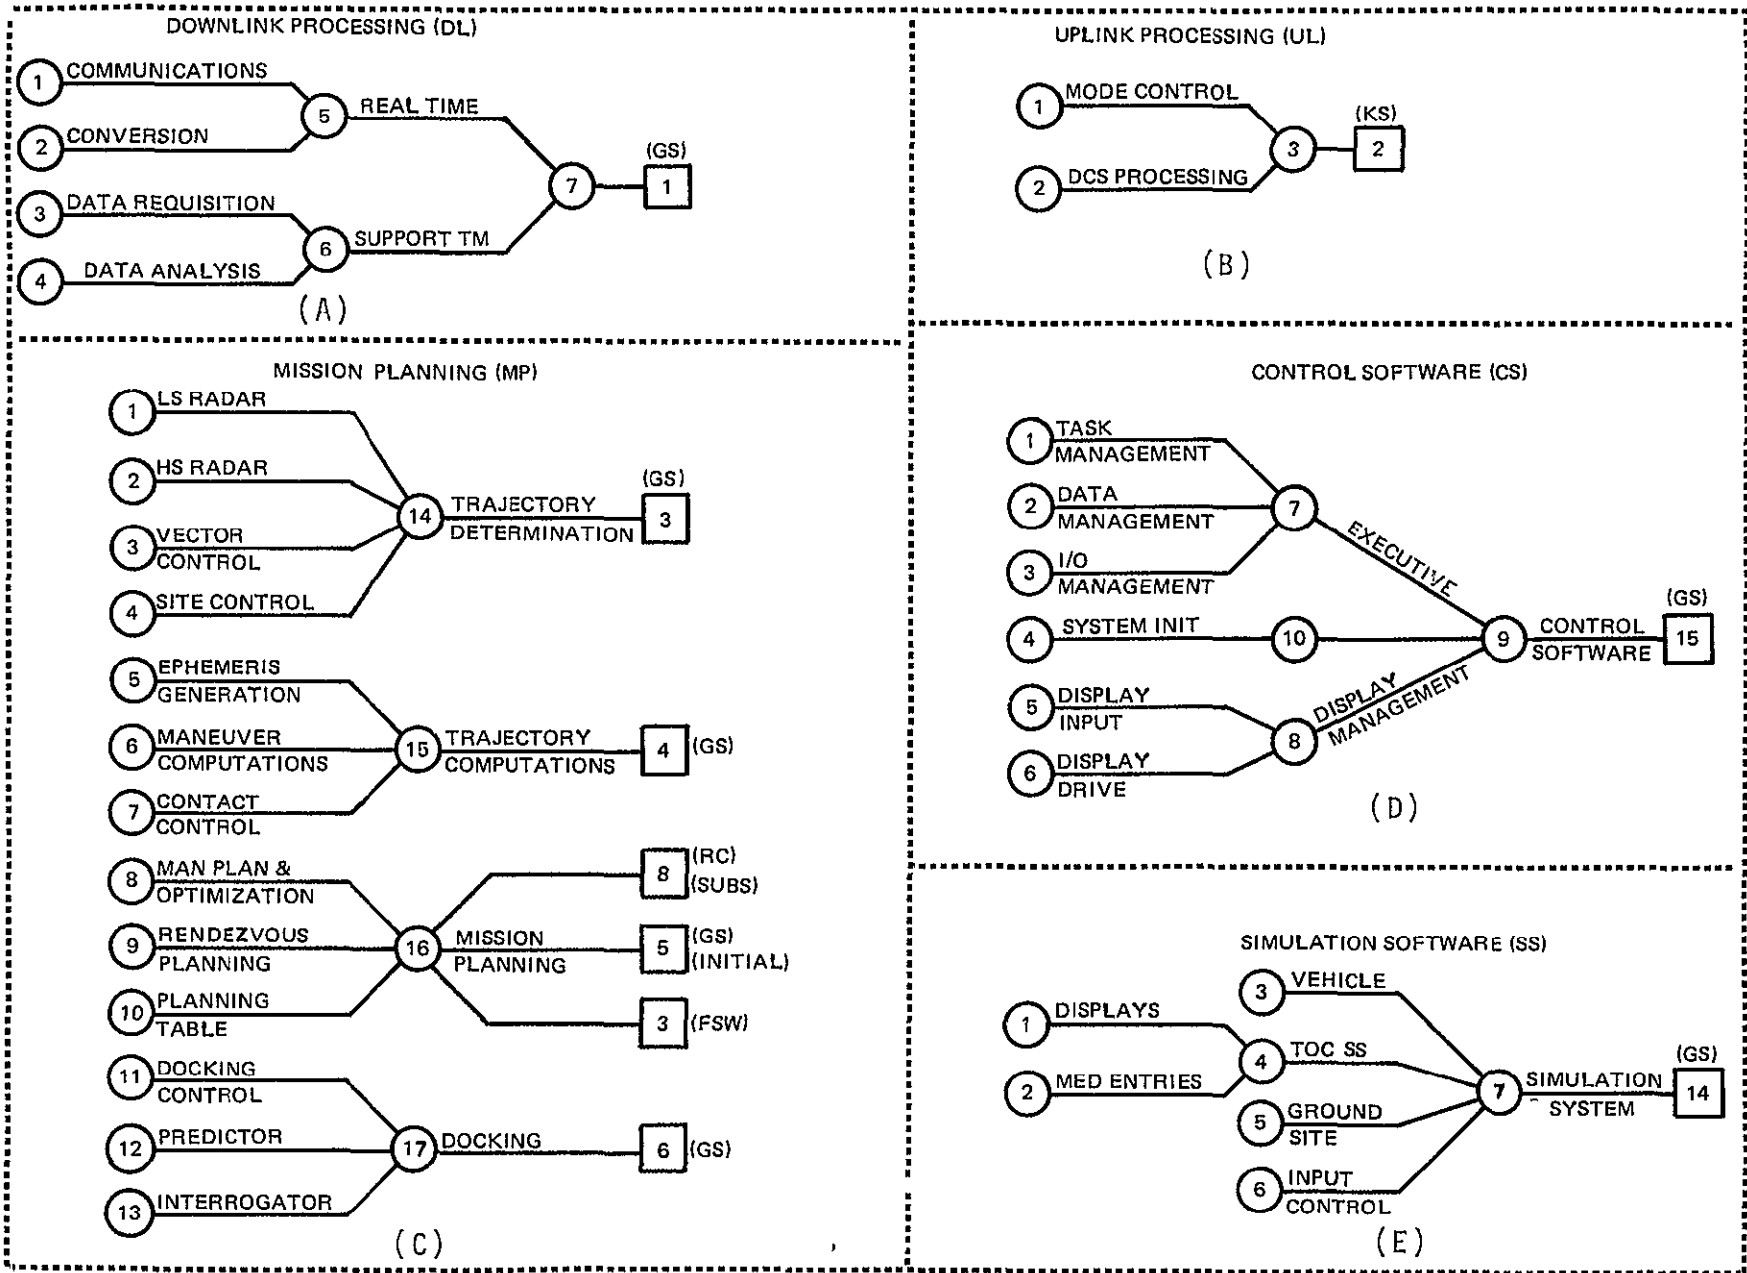 DOWNLINK PROCESSING (DL)
1 COMMUNICATIONS
5 REAL TIME
2 CONVERSION
(GS)
7 1
3 DATA REQUISITION
6 SUPPORT TM
4 DATA ANALYSIS
(A)
UPLINK PROCESSING (UL)
1 MODE CONTROL
(KS)
3 2
2 DCS PROCESSING
(B)
MISSION PLANNING (MP)
1 LS RADAR
2 HS RADAR
(GS)
14 TRAJECTORY
DETERMINATION 3
3 VECTOR
CONTROL
4 SITE CONTROL
5 EPHEMERIS
GENERATION
6 MANEUVER
COMPUTATIONS
15 TRAJECTORY
COMPUTATIONS
4 (GS)
7 CONTACT
CONTROL
8 MAN PLAN &
OPTIMIZATION
8 (RC)
(SUBS)
9 RENDEZVOUS
PLANNING
16 MISSION
PLANNING
5 (GS)
(INITIAL)
10 PLANNING
TABLE
3 (FSW)
11 DOCKING
CONTROL
12 PREDICTOR
17 DOCKING
6 (GS)
13 INTERROGATOR
(C)
CONTROL SOFTWARE (CS)
1 TASK
MANAGEMENT
2 DATA
MANAGEMENT
7
EXECUTIVE
3 I/O
MANAGEMENT
4 SYSTEM INIT
10
9 CONTROL
SOFTWARE
(GS)
15
5 DISPLAY
INPUT
8 DISPLAY
MANAGEMENT
6 DISPLAY
DRIVE
(D)
SIMULATION SOFTWARE (SS)
3 VEHICLE
1 DISPLAYS
4 TOC SS
2 MED ENTRIES
7 SIMULATION
SYSTEM
(GS)
14
5 GROUND
SITE
6 INPUT
CONTROL
(E)